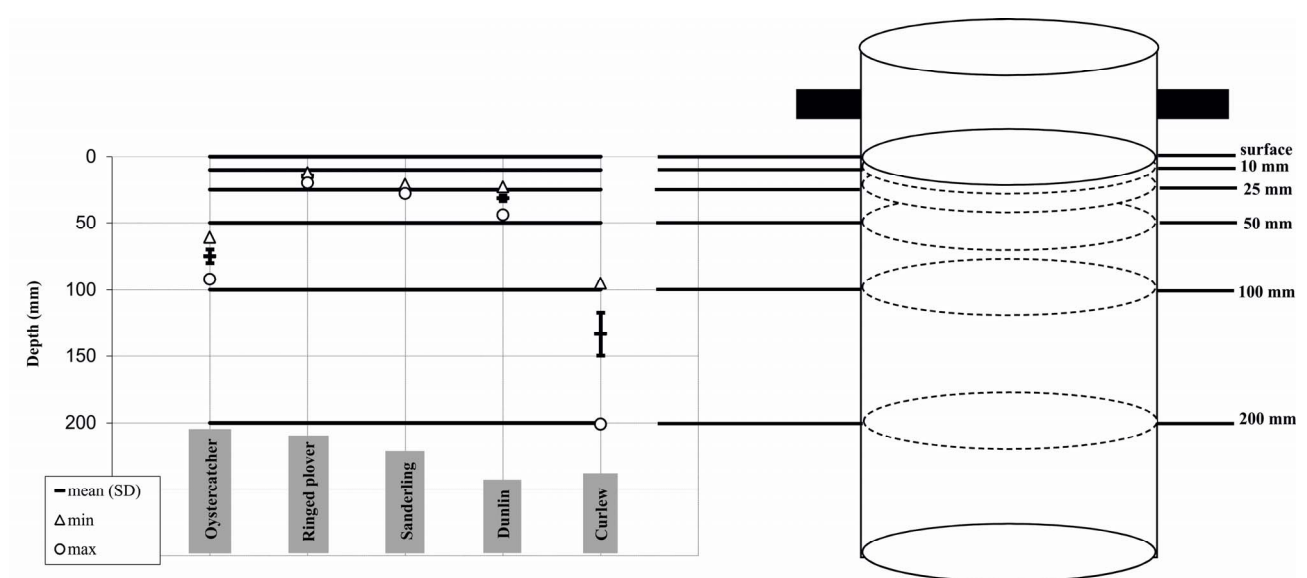 0
50
100
150
200
Depth (mm)
mean (SD)
min
max
Oystercatcher
Ringed plover
Sanderling
Dunlin
Curlew
surface
10 mm
25 mm
50 mm
100 mm
200 mm